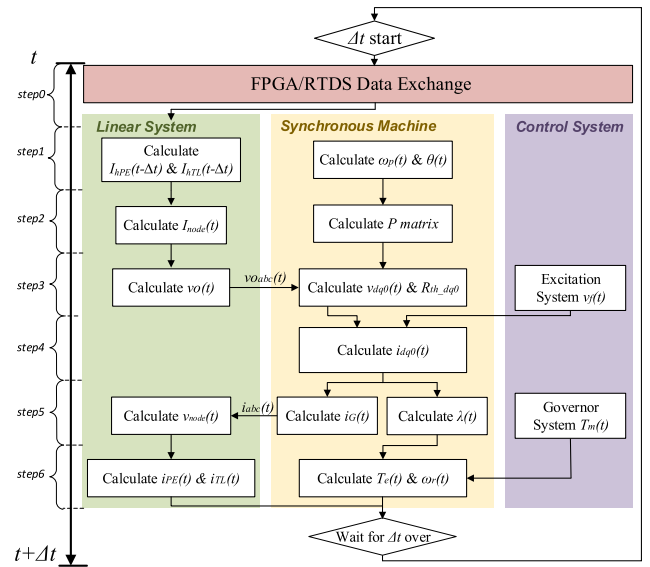 Δt start
t
FPGA/RTDS Data Exchange
step0
Linear System
Synchronous Machine
Control System
step1
Calculate
IhPE(t-Δt) & IhTL(t-Δt)
Calculate ωp(t) & θ(t)
step2
Calculate Inode(t)
Calculate P matrix
step3
Calculate vo(t)
voabc(t)
Calculate vdq0(t) & Rth_dq0
Excitation
System vf(t)
step4
Calculate idq0(t)
step5
Calculate vnode(t)
iabc(t)
Calculate iG(t)
Calculate λ(t)
Governor
System Tm(t)
step6
Calculate iPE(t) & iTL(t)
Calculate Te(t) & ωr(t)
Wait for Δt over
t+Δt